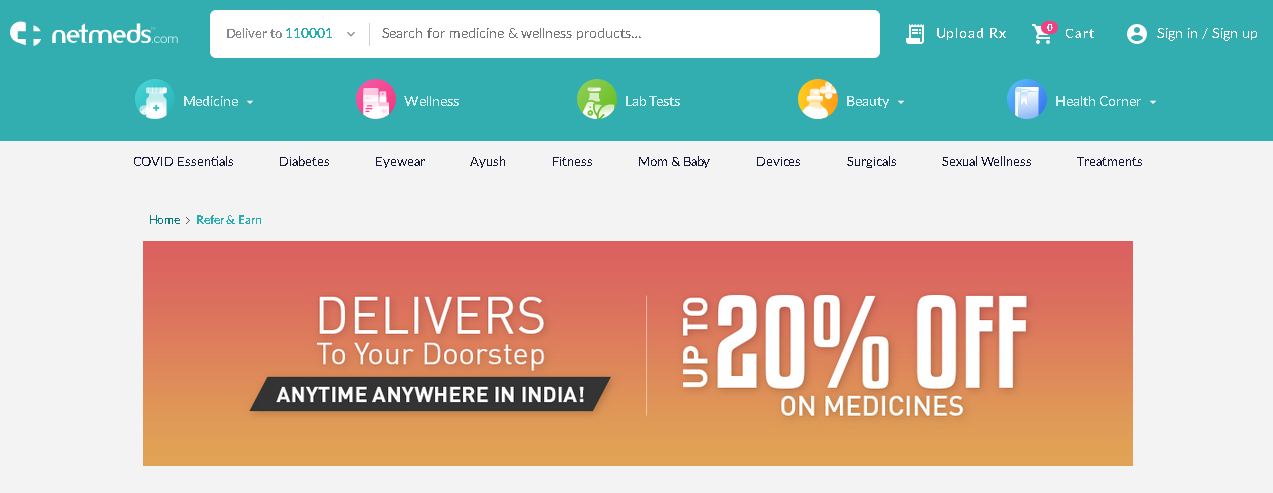 netmeds.com
Deliver to 110001
Search for medicine & wellness products...
Upload Rx
0
Cart
Sign in / Sign up
Medicine
Wellness
Lab Tests
Beauty
Health Corner
COVID Essentials
Diabetes
Eyewear
Ayush
Fitness
Mom & Baby
Devices
Surgicals
Sexual Wellness
Treatments
Home > Refer & Earn
DELIVERS
To Your Doorstep
ANYTIME ANYWHERE IN INDIA!
UP TO
20% OFF
ON MEDICINES